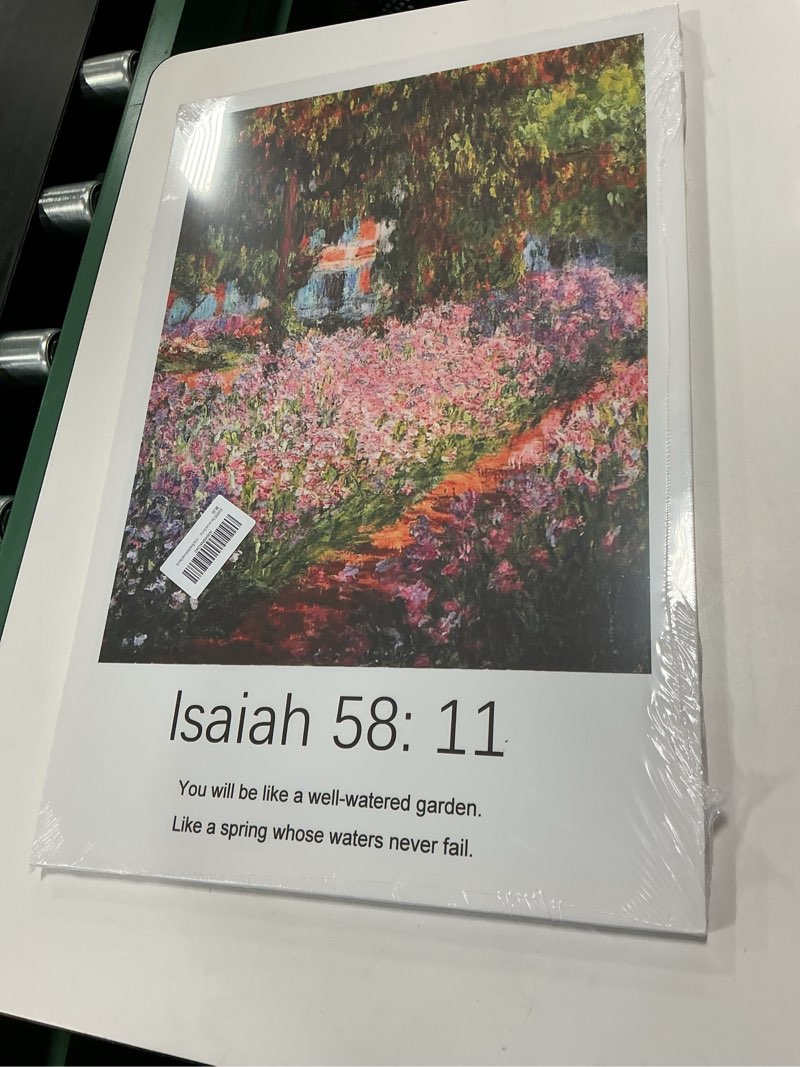 Isaiah 58: 11
You will be like a well-watered garden.
Like a spring whose waters never fail.